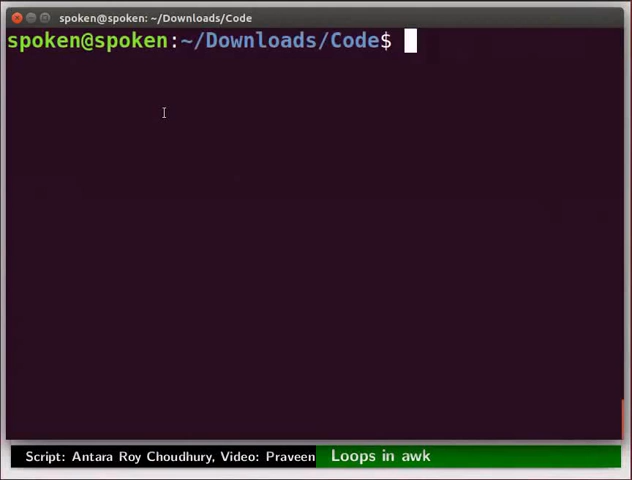 spoken@spoken: ~/Downloads/Code
spoken@spoken:~/Downloads/Code$
Script: Antara Roy Choudhury, Video: Praveen
Loops in awk